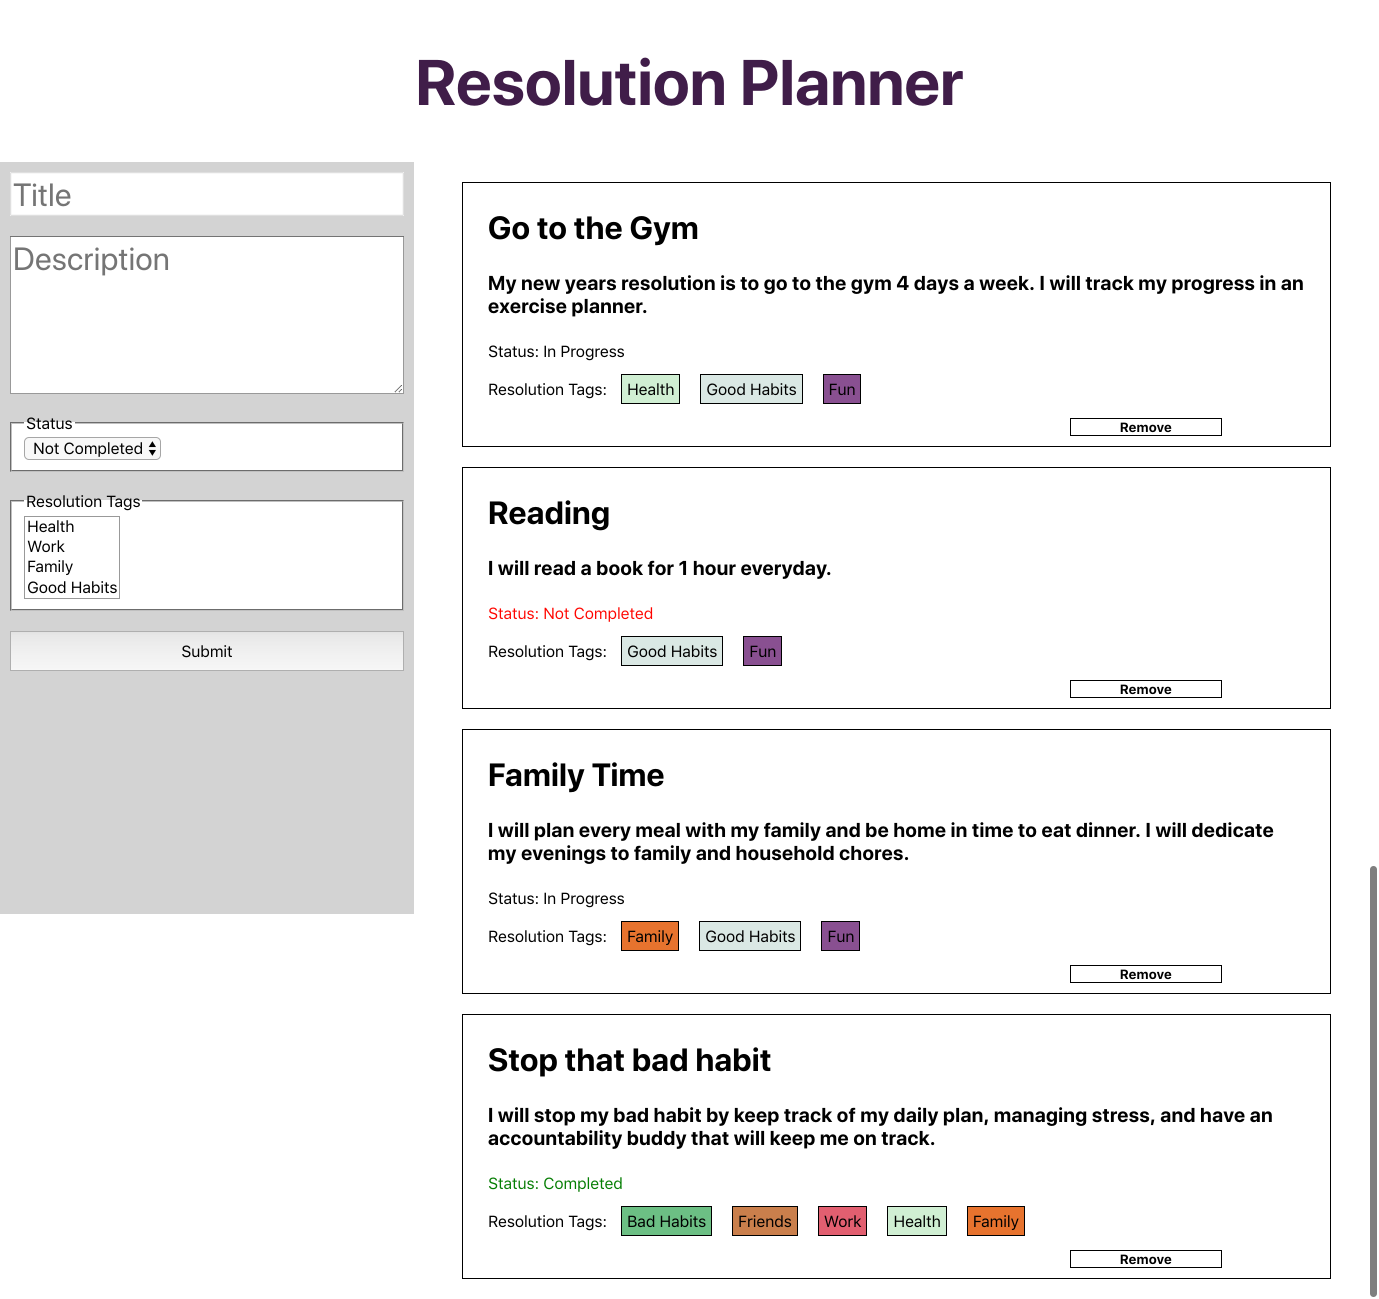 Resolution Planner
Title
Description
Status
Not Completed
Resolution Tags
Health
Work
Family
Good Habits
Submit
Go to the Gym
My new years resolution is to go to the gym 4 days a week. I will track my progress in an
exercise planner.
Status: In Progress
Resolution Tags: Health Good Habits Fun
Remove
Reading
I will read a book for 1 hour everyday.
Status: Not Completed
Resolution Tags: Good Habits Fun
Remove
Family Time
I will plan every meal with my family and be home in time to eat dinner. I will dedicate
my evenings to family and household chores.
Status: In Progress
Resolution Tags: Family Good Habits Fun
Remove
Stop that bad habit
I will stop my bad habit by keep track of my daily plan, managing stress, and have an
accountability buddy that will keep me on track.
Status: Completed
Resolution Tags: Bad Habits Friends Work Health Family
Remove